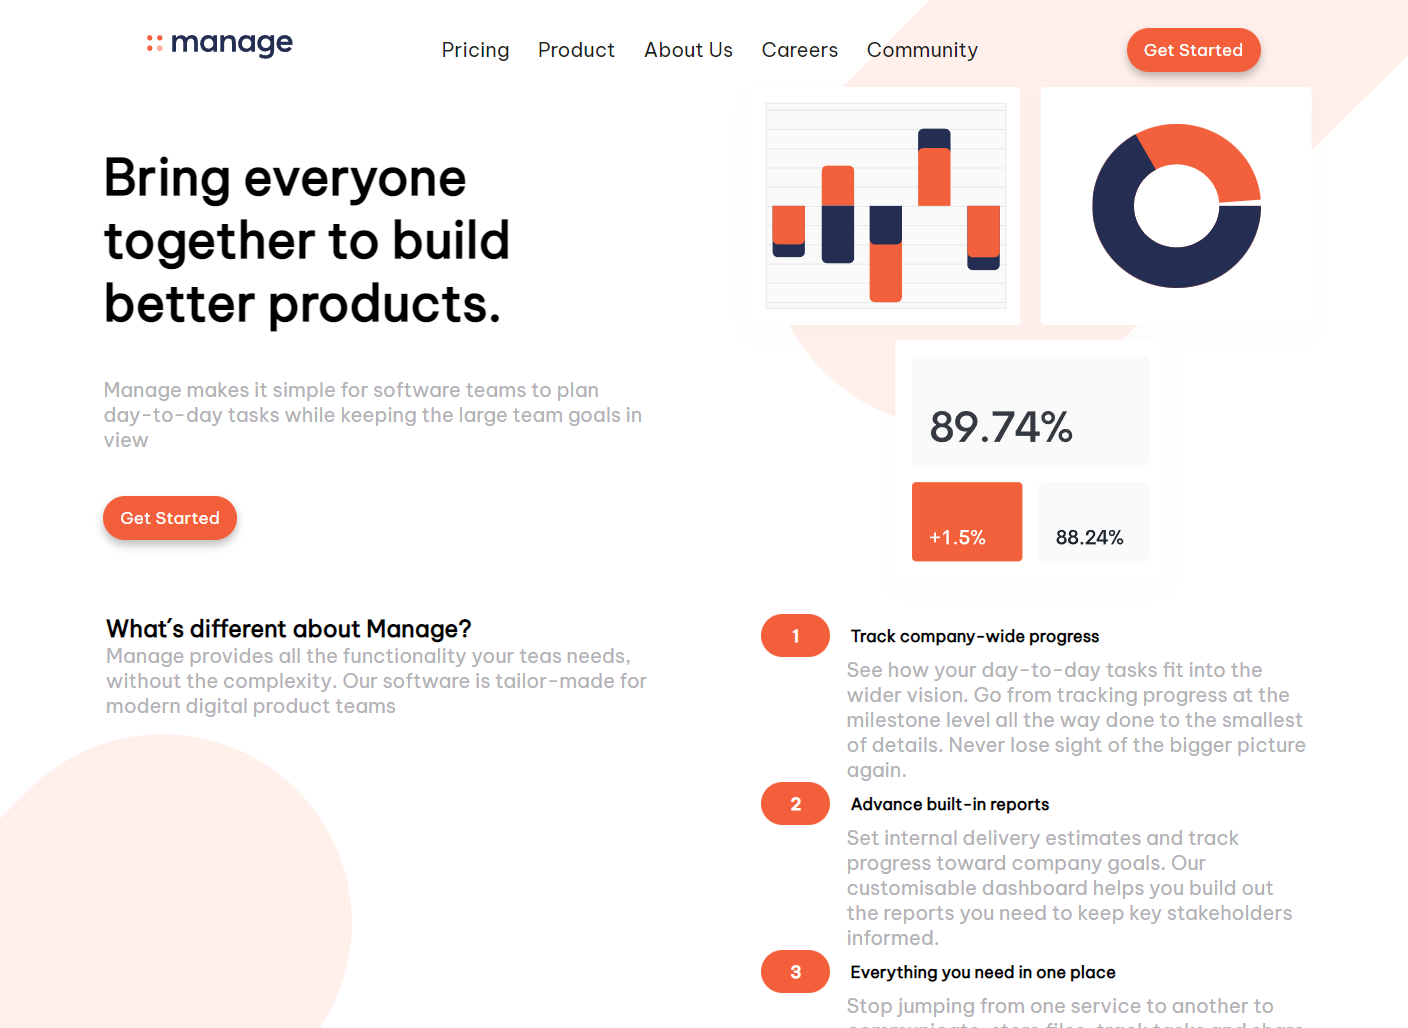 manage
Pricing
Product
About Us
Careers
Community
Get Started
Bring everyone
together to build
better products.
Manage makes it simple for software teams to plan
day-to-day tasks while keeping the large team goals in
view
Get Started
89.74%
+1.5%
88.24%
What´s different about Manage?
Manage provides all the functionality your teas needs,
without the complexity. Our software is tailor-made for
modern digital product teams
1
Track company-wide progress
See how your day-to-day tasks fit into the
wider vision. Go from tracking progress at the
milestone level all the way done to the smallest
of details. Never lose sight of the bigger picture
again.
2
Advance built-in reports
Set internal delivery estimates and track
progress toward company goals. Our
customisable dashboard helps you build out
the reports you need to keep key stakeholders
informed.
3
Everything you need in one place
Stop jumping from one service to another to
communicate, store files, track tasks and share